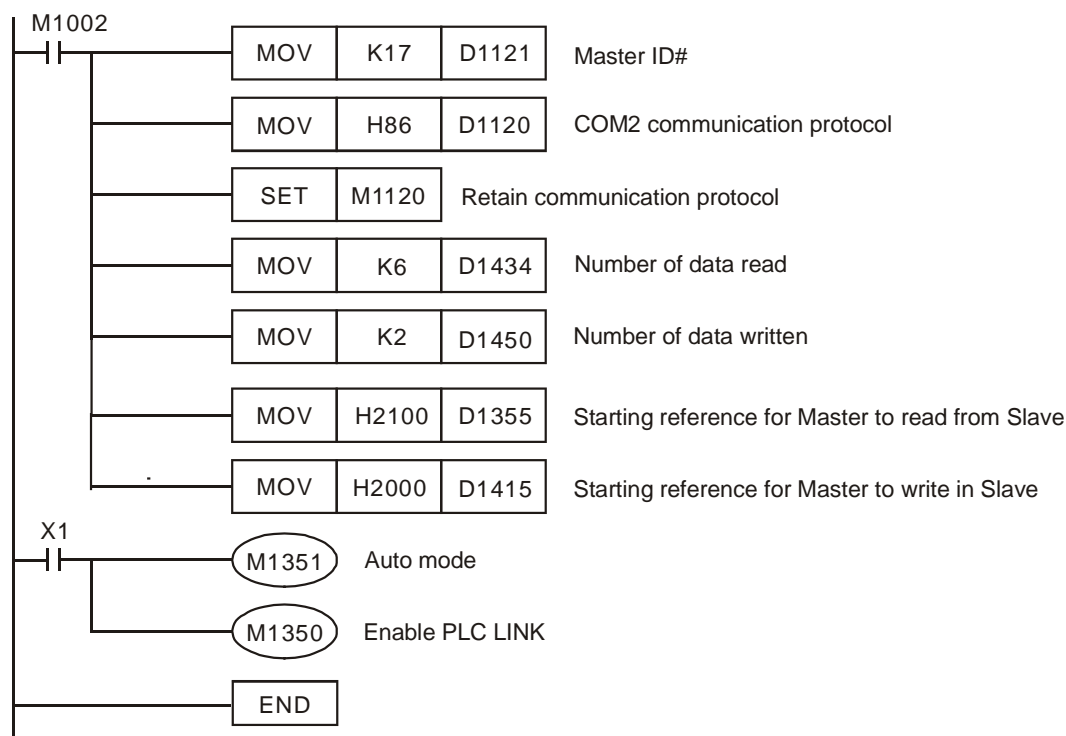 M1002
MOV K17 D1121 Master ID#
MOV H86 D1120 COM2 communication protocol
SET M1120 Retain communication protocol
MOV K6 D1434 Number of data read
MOV K2 D1450 Number of data written
MOV H2100 D1355 Starting reference for Master to read from Slave
MOV H2000 D1415 Starting reference for Master to write in Slave
X1
M1351 Auto mode
M1350 Enable PLC LINK
END